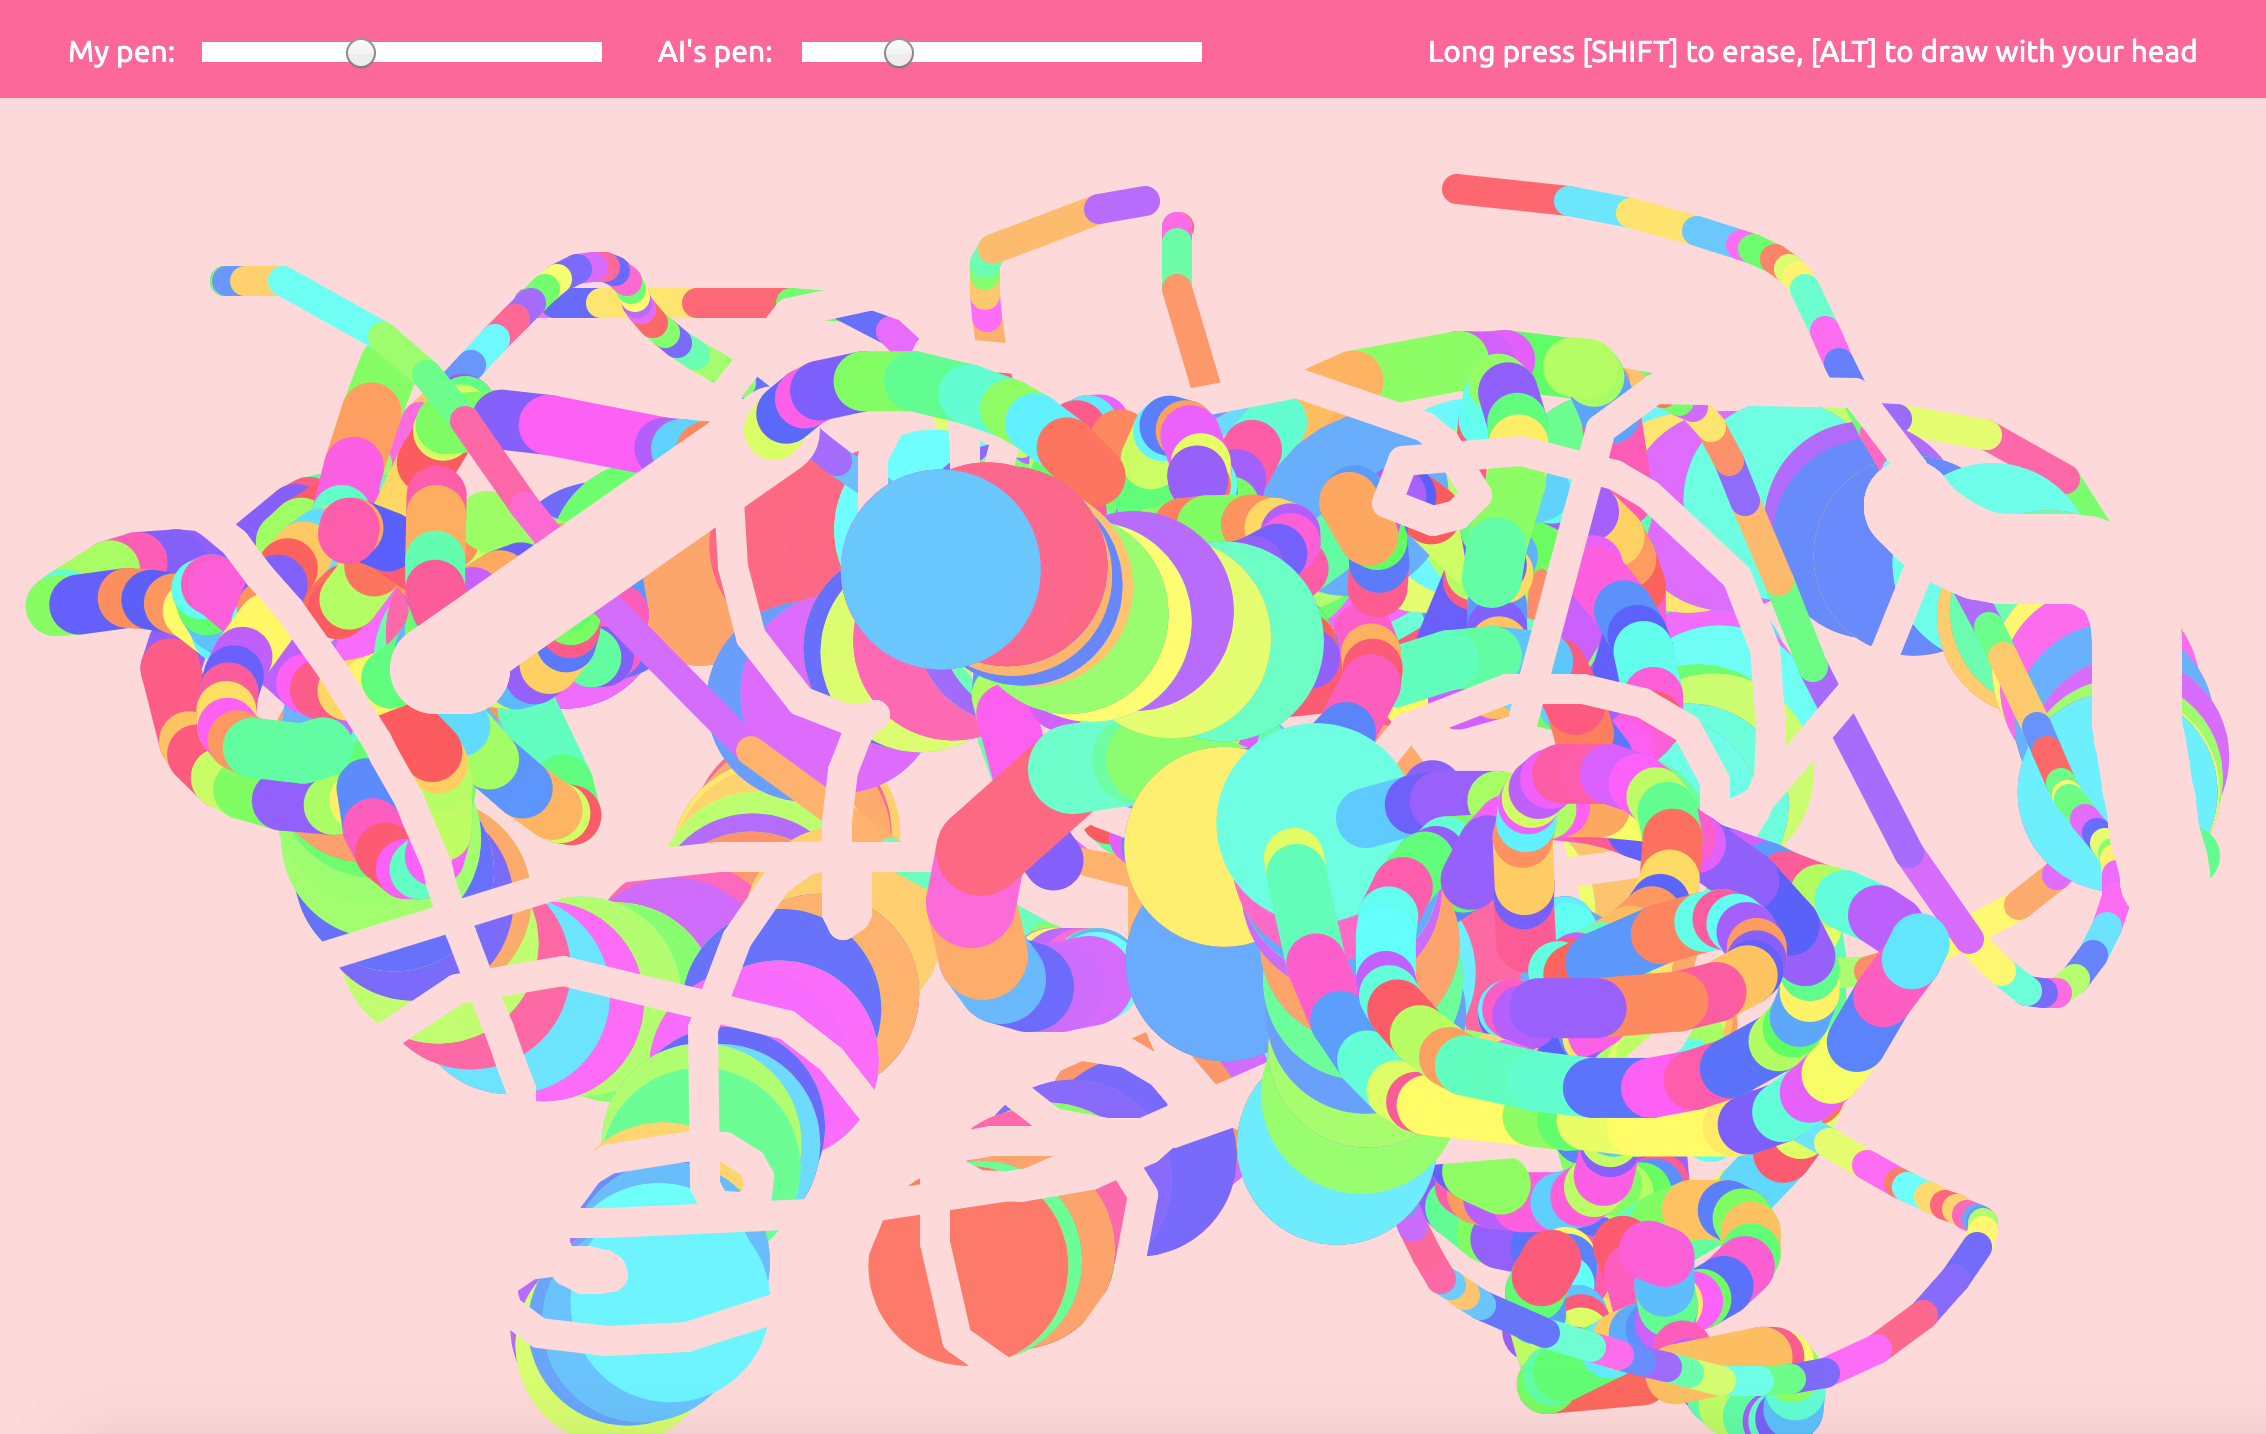 My pen:
AI's pen:
Long press [SHIFT] to erase, [ALT] to draw with your head